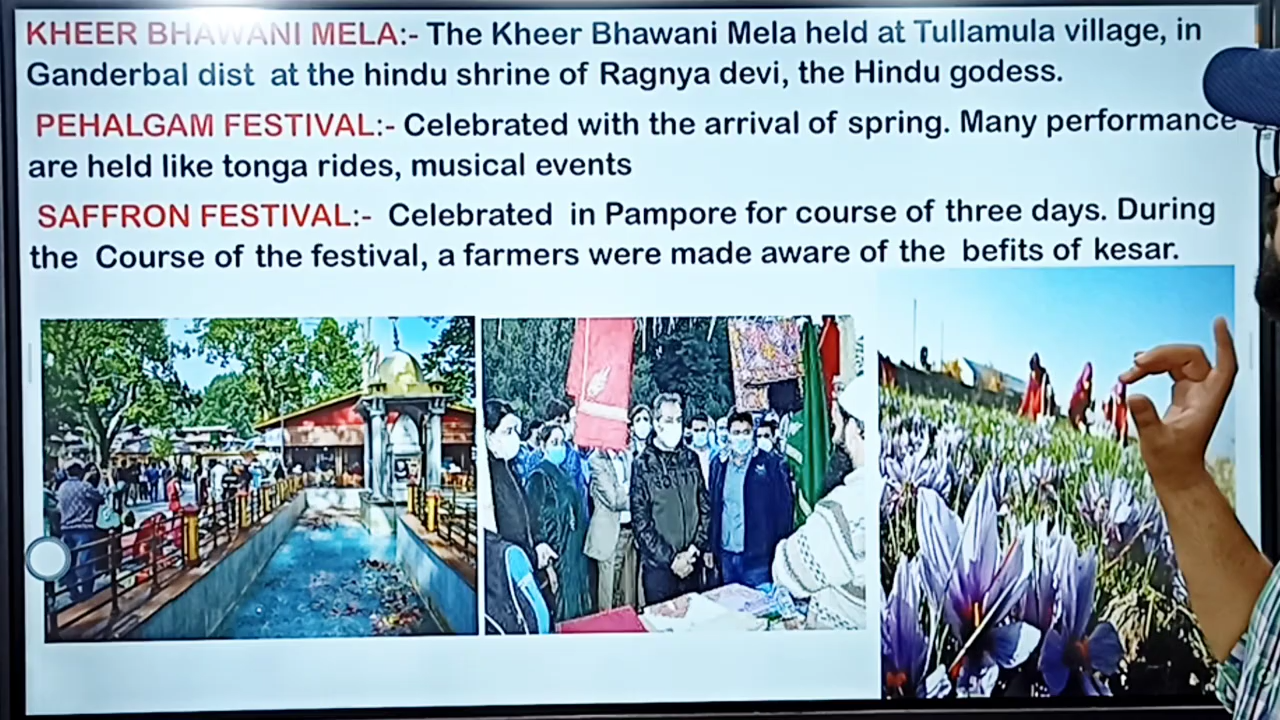 KHEER BHAWANI MELA:- The Kheer Bhawani Mela held at Tullamula village, in
Ganderbal dist at the hindu shrine of Ragnya devi, the Hindu godess.
PEHALGAM FESTIVAL:- Celebrated with the arrival of spring. Many performance
are held like tonga rides, musical events
SAFFRON FESTIVAL:- Celebrated in Pampore for course of three days. During
the Course of the festival, a farmers were made aware of the befits of kesar.